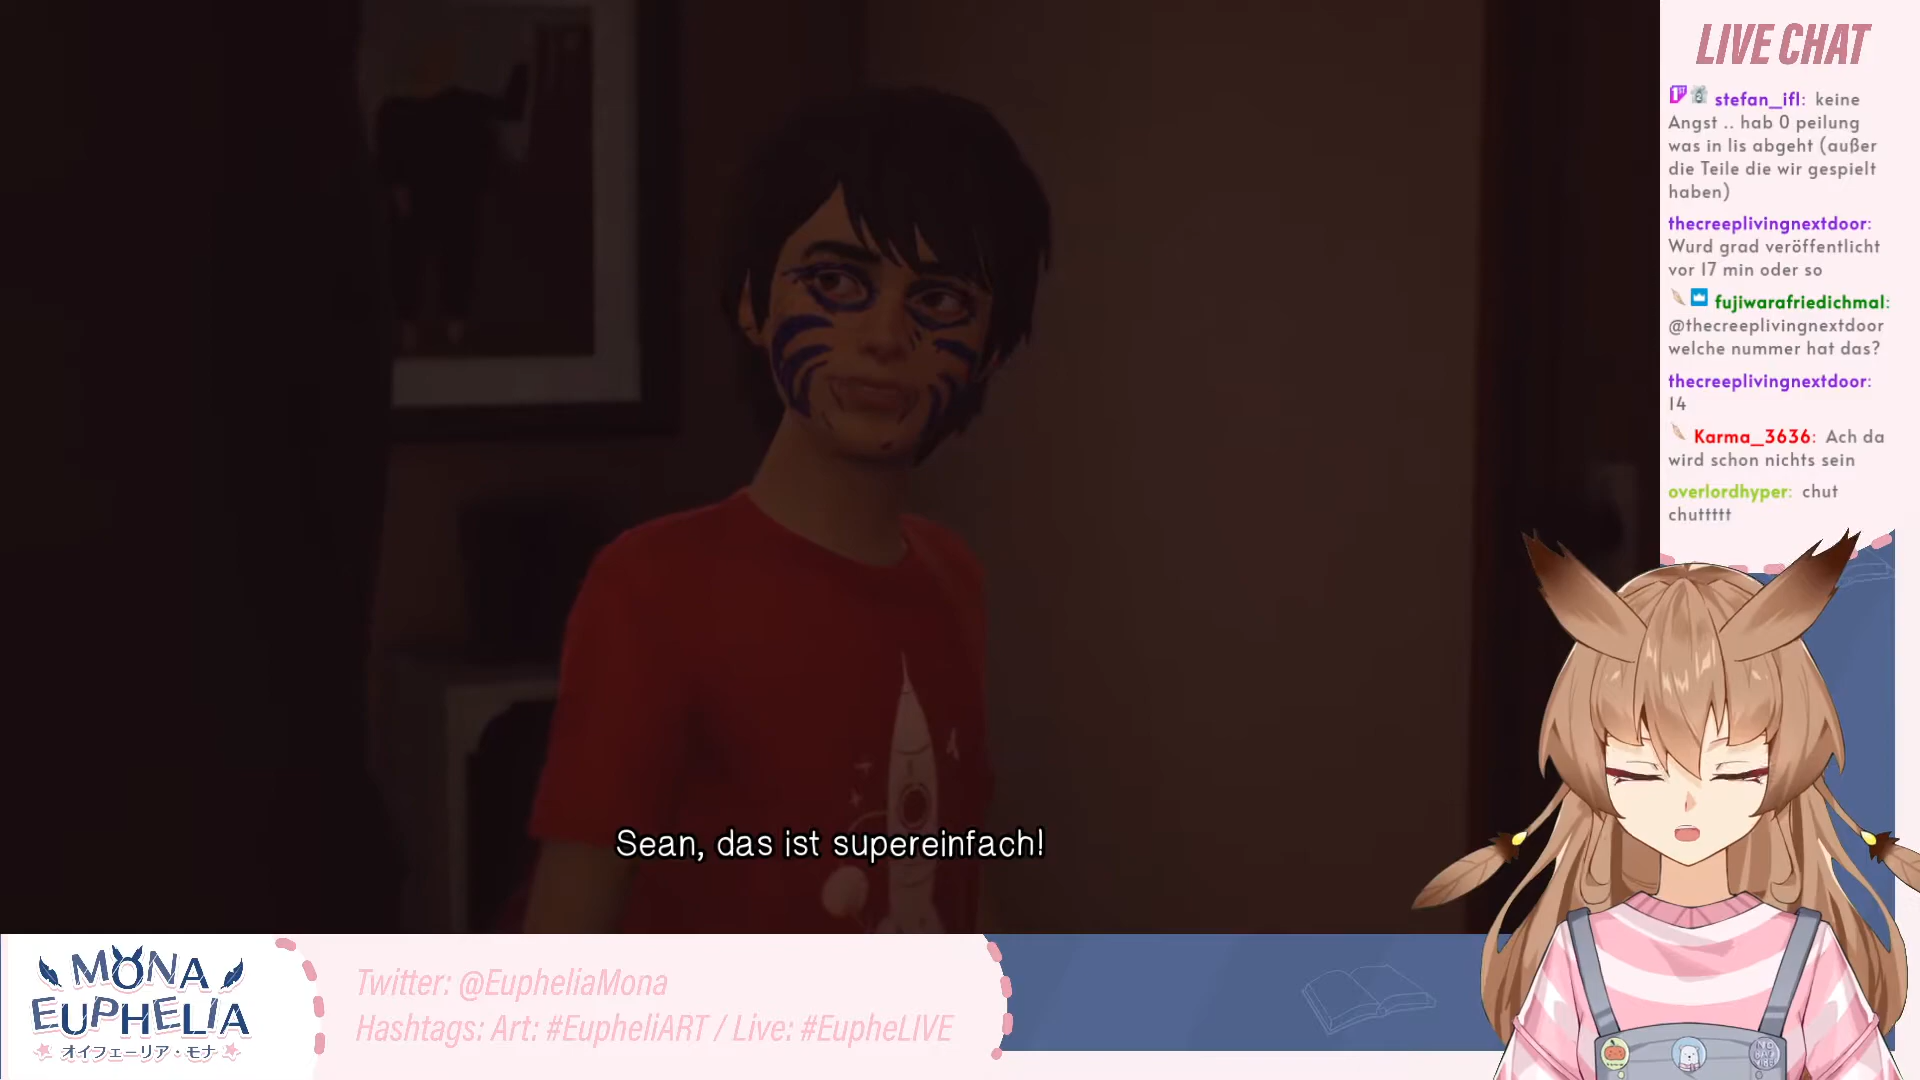 LIVE CHAT
stefan_ifl: keine
Angst .. hab 0 peilung
was in lis abgeht (außer
die Teile die wir gespielt
haben)
thecreeplivingnextdoor:
Wurd grad veröffentlicht
vor 17 min oder so
fujiwarafriedichmal:
@thecreeplivingnextdoor
welche nummer hat das?
thecreeplivingnextdoor:
14
Karma_3636: Ach da
wird schon nichts sein
overlordhyper: chut
chuttttt
Sean, das ist supereinfach!
MONA
EUPHELIA
オイフェーリア・モナ
Twitter: @EupheliaMona
Hashtags: Art: #EupheliART / Live: #EupheLIVE